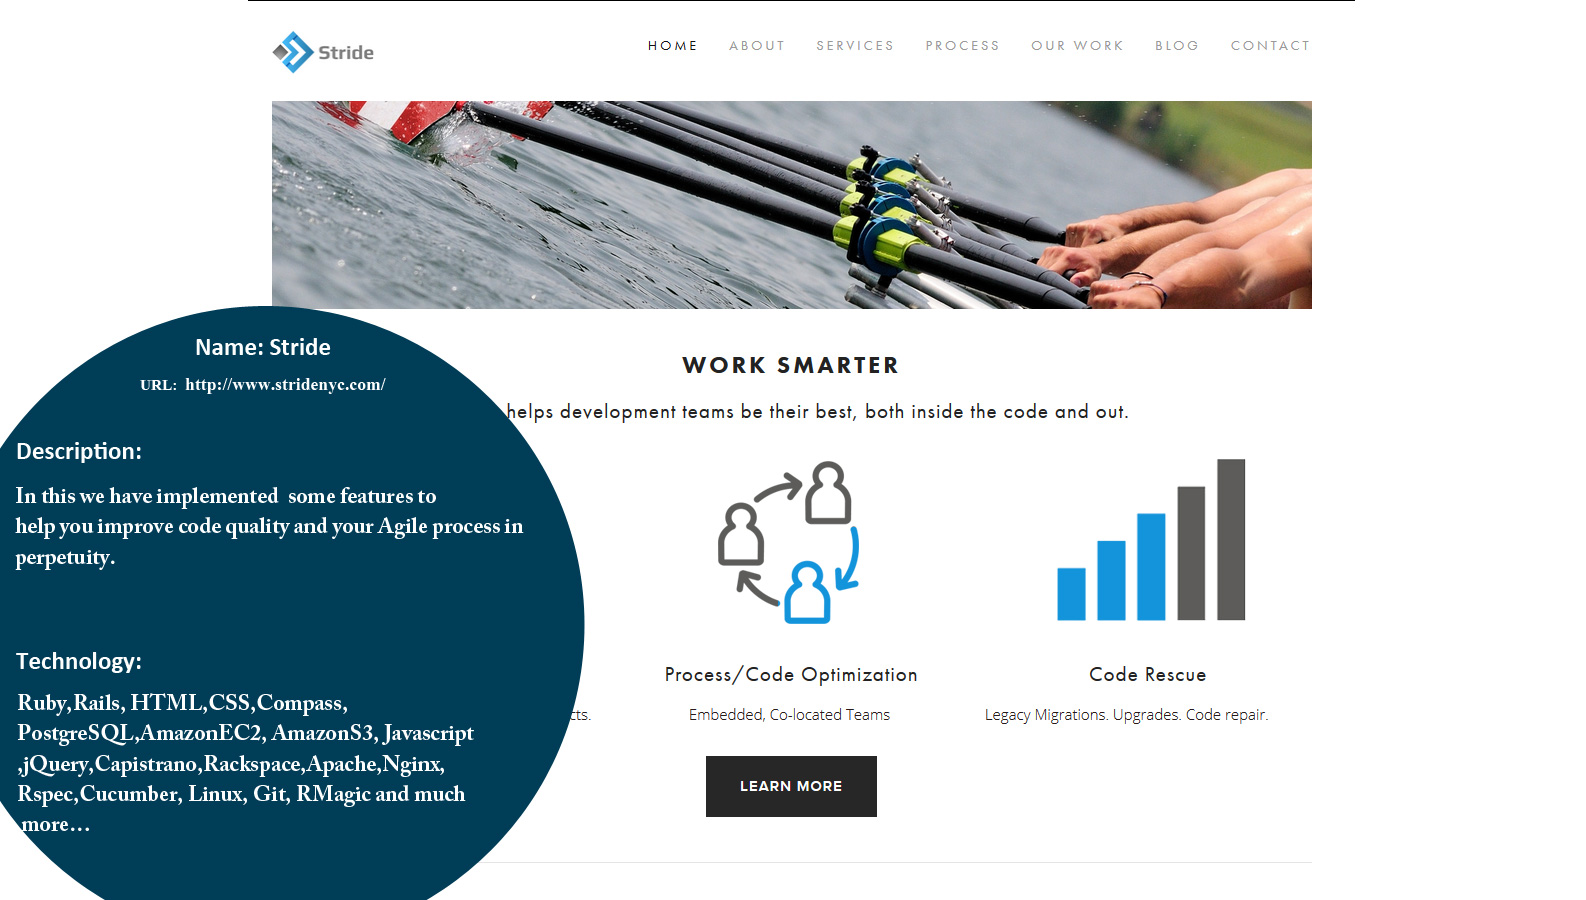 Stride
HOME ABOUT SERVICES PROCESS OUR WORK BLOG CONTACT
WORK SMARTER
helps development teams be their best, both inside the code and out.
Process/Code Optimization
Embedded, Co-located Teams
Code Rescue
Legacy Migrations. Upgrades. Code repair.
LEARN MORE
Name: Stride
URL: http://www.stridenyc.com/
Description:
In this we have implemented some features to
help you improve code quality and your Agile process in
perpetuity.
Technology:
Ruby,Rails, HTML,CSS,Compass,
PostgreSQL,AmazonEC2, AmazonS3, Javascript
,jQuery,Capistrano,Rackspace,Apache,Nginx,
Rspec,Cucumber, Linux, Git, RMagic and much
more...